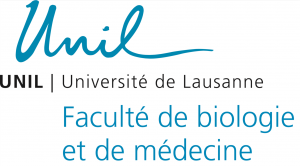 Unil
UNIL | Université de Lausanne
Faculté de biologie
et de médecine